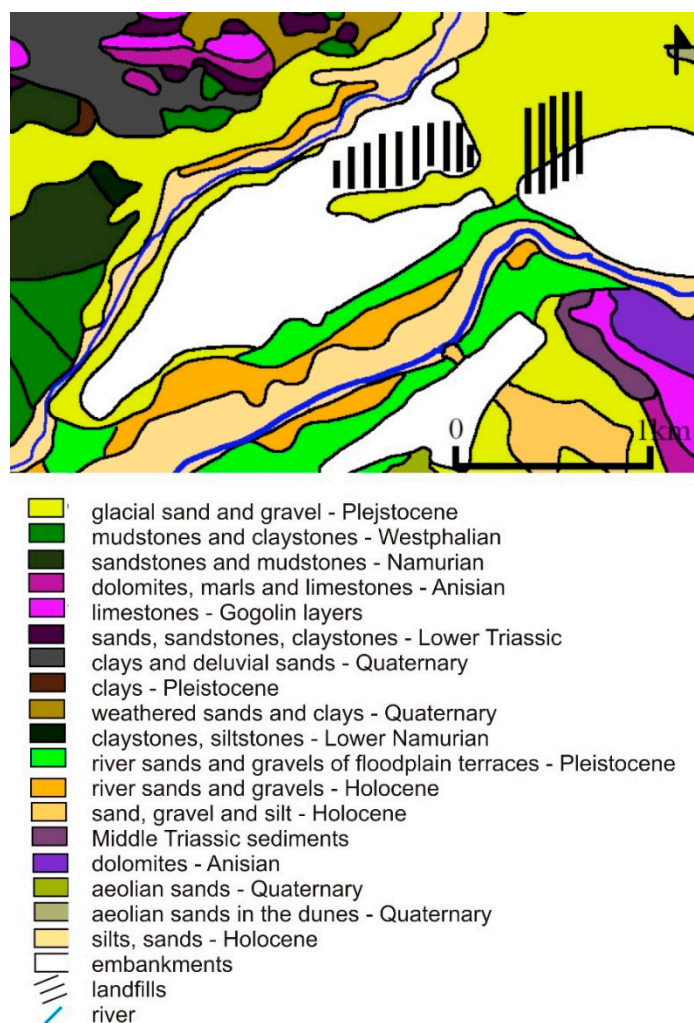 0 1km
glacial sand and gravel - Plejstocene
mudstones and claystones - Westphalian
sandstones and mudstones - Namurian
dolomites, marls and limestones - Anisian
limestones - Gogolin layers
sands, sandstones, claystones - Lower Triassic
clays and deluvial sands - Quaternary
clays - Pleistocene
weathered sands and clays - Quaternary
claystones, siltstones - Lower Namurian
river sands and gravels of floodplain terraces - Pleistocene
river sands and gravels - Holocene
sand, gravel and silt - Holocene
Middle Triassic sediments
dolomites - Anisian
aeolian sands - Quaternary
aeolian sands in the dunes - Quaternary
silts, sands - Holocene
embankments
landfills
river